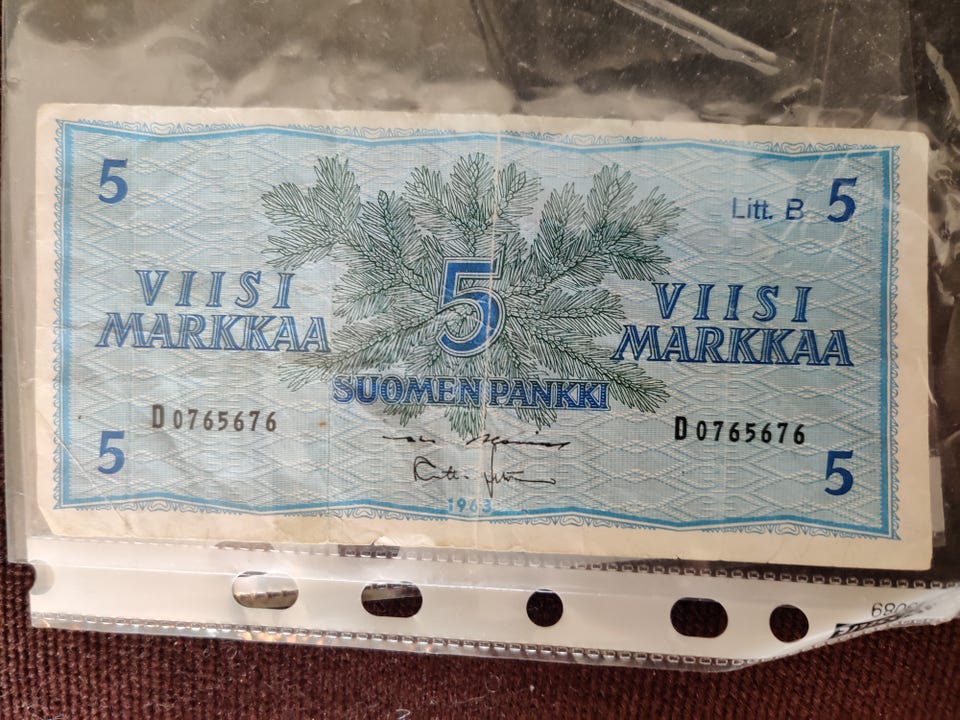 5
Litt. B 5
VIISI
MARKKAA
5
VIISI
MARKKAA
SUOMEN PANKKI
D0765676
D0765676
5
5
1963